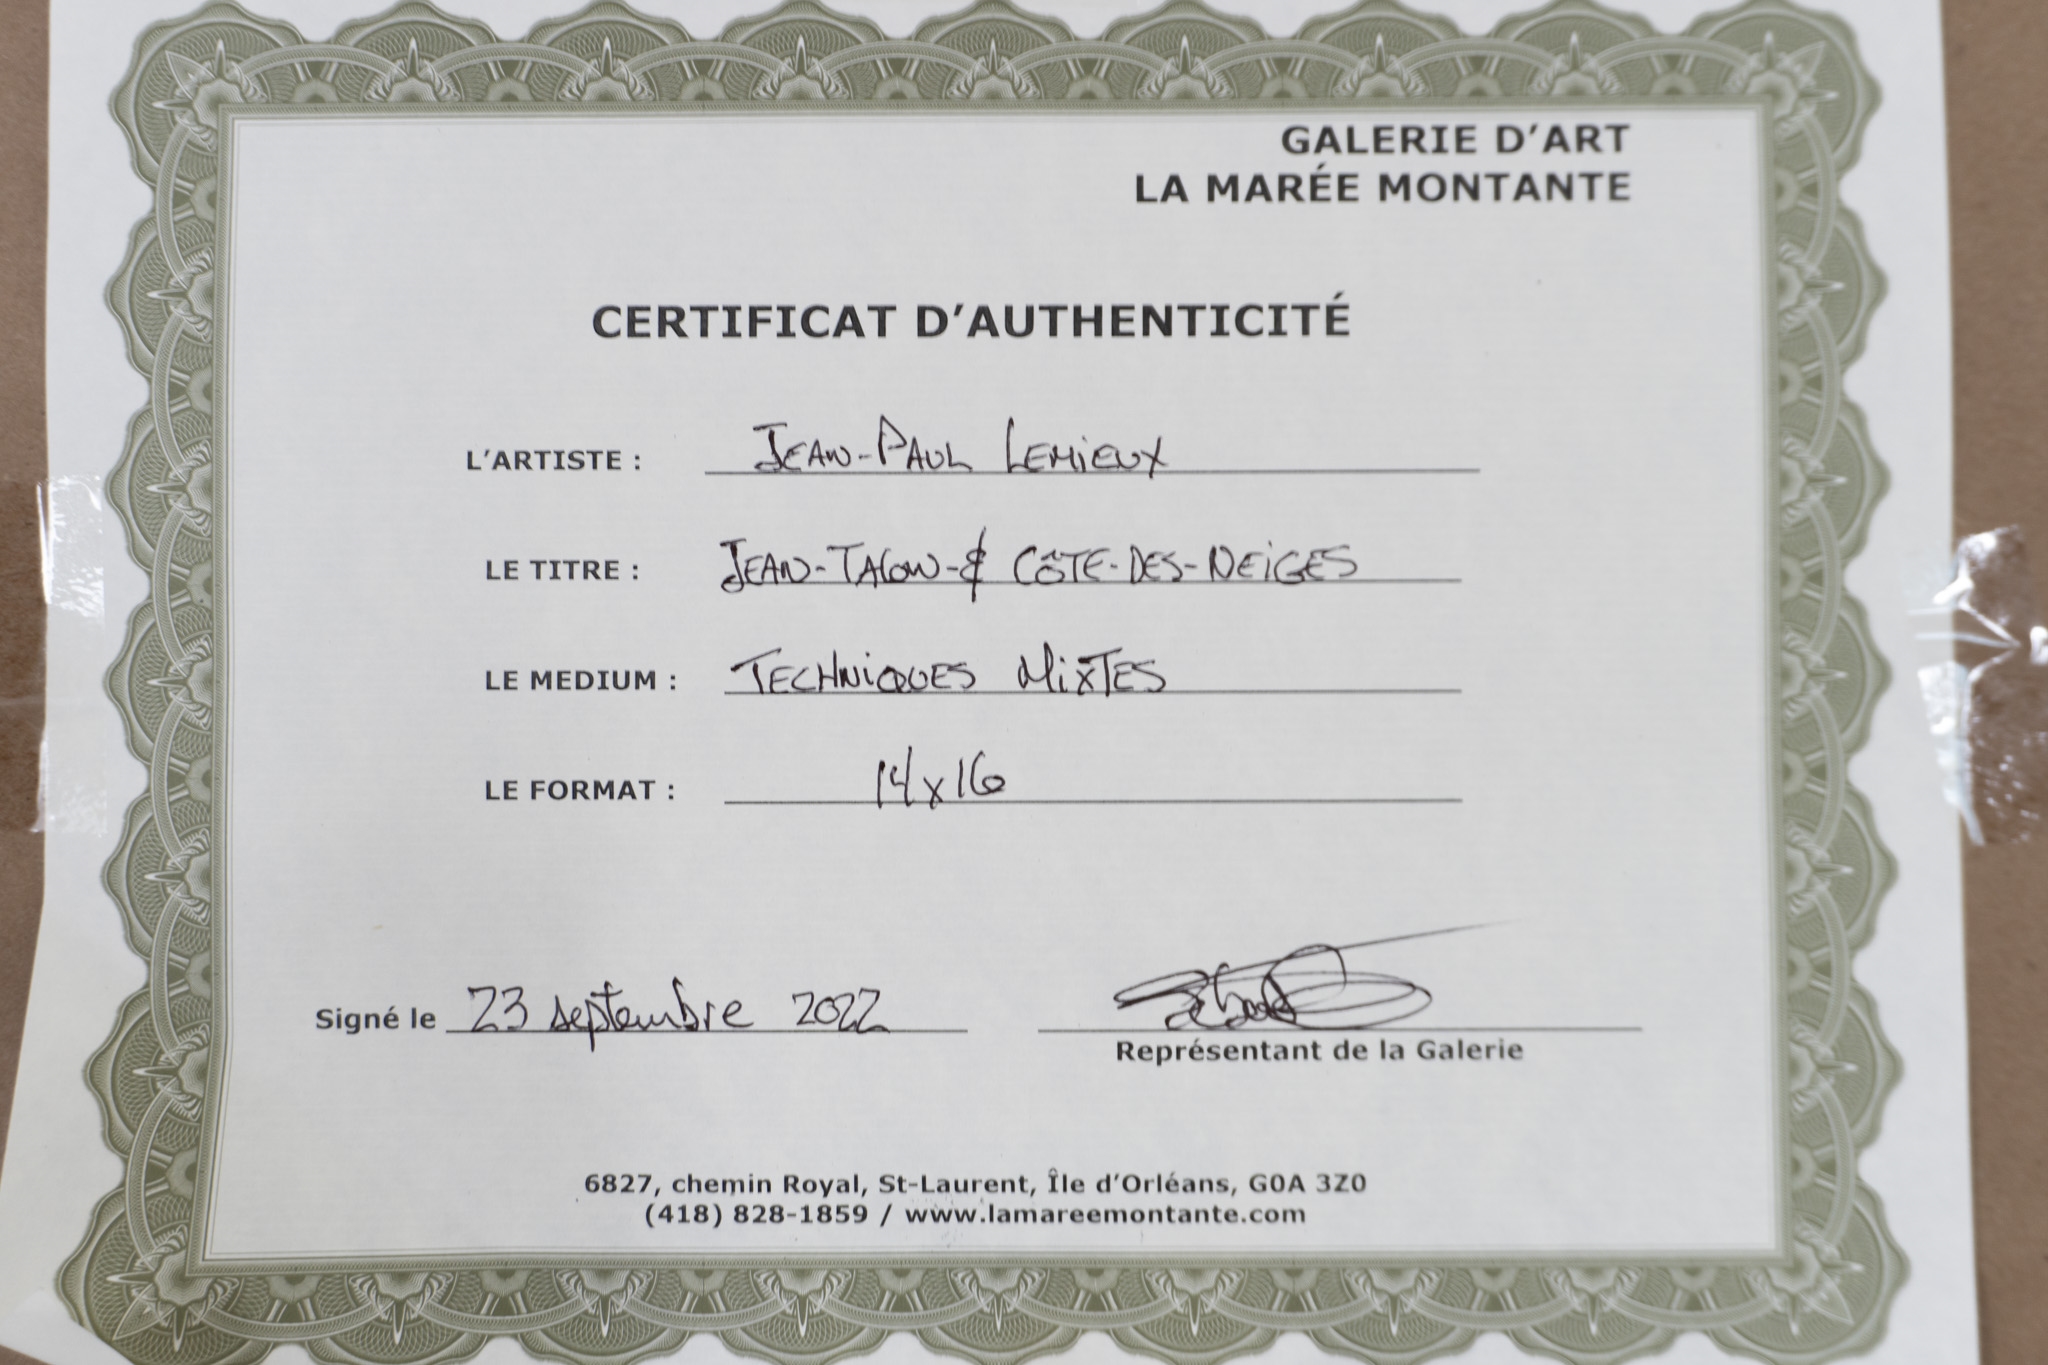 GALERIE D'ART
LA MARÉE MONTANTE
CERTIFICAT D'AUTHENTICITÉ
L'ARTISTE : JEAN-PAUL LEMIEUX
LE TITRE : JEAN-TALON-& CÔTE-DES-NEIGES
LE MEDIUM : TECHNIQUES MIXTES
LE FORMAT : 14x16
Signé le 23 septembre 2022
Représentant de la Galerie
6827, chemin Royal, St-Laurent, Île d'Orléans, G0A 3Z0
(418) 828-1859 / www.lamareemontante.com